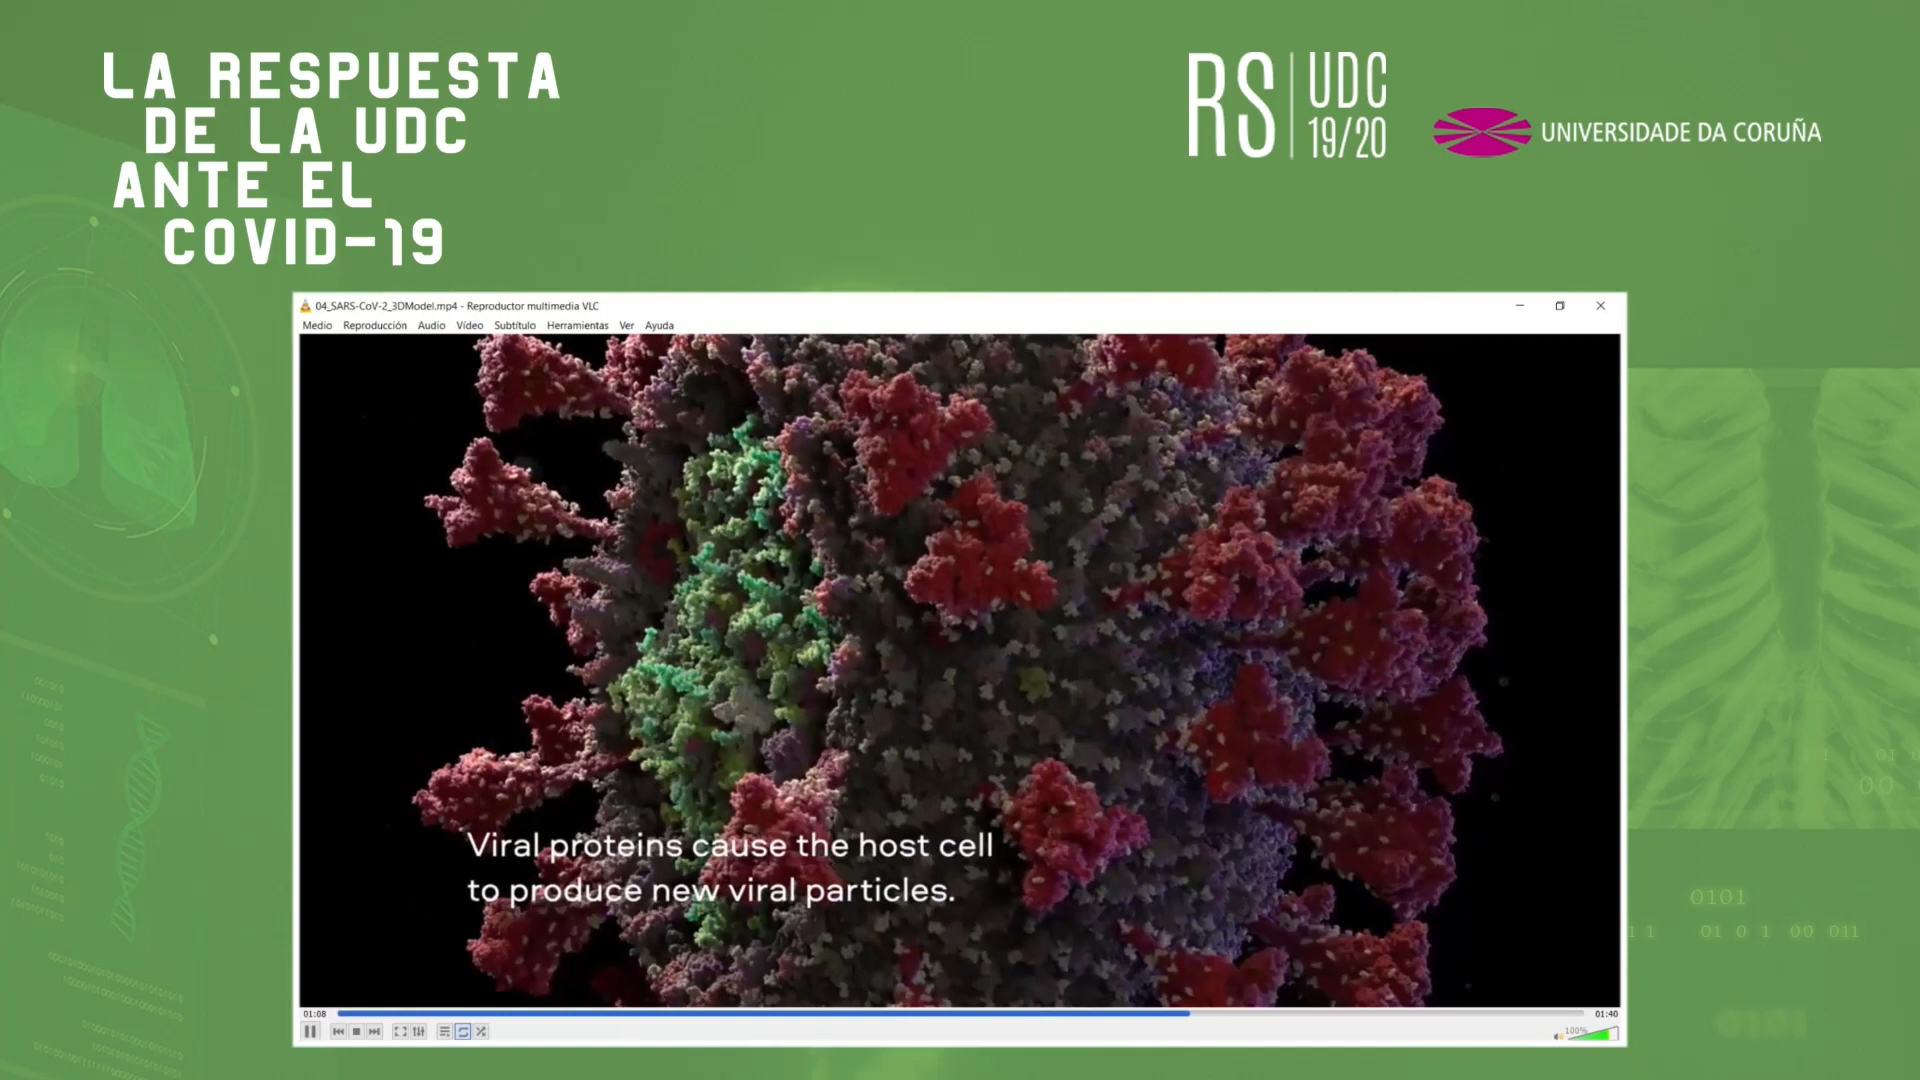 LA RESPUESTA
DE LA UDC
ANTE EL
COVID-19
RS UDC
19/20
UNIVERSIDADE DA CORUÑA
04_SARS-CoV-2_3DModel.mp4 - Reproductor multimedia VLC
Medio Reproducción Audio Vídeo Subtítulo Herramientas Ver Ayuda
Viral proteins cause the host cell
to produce new viral particles.
01:08
01:40
100%
0101
01 0 1 00 011